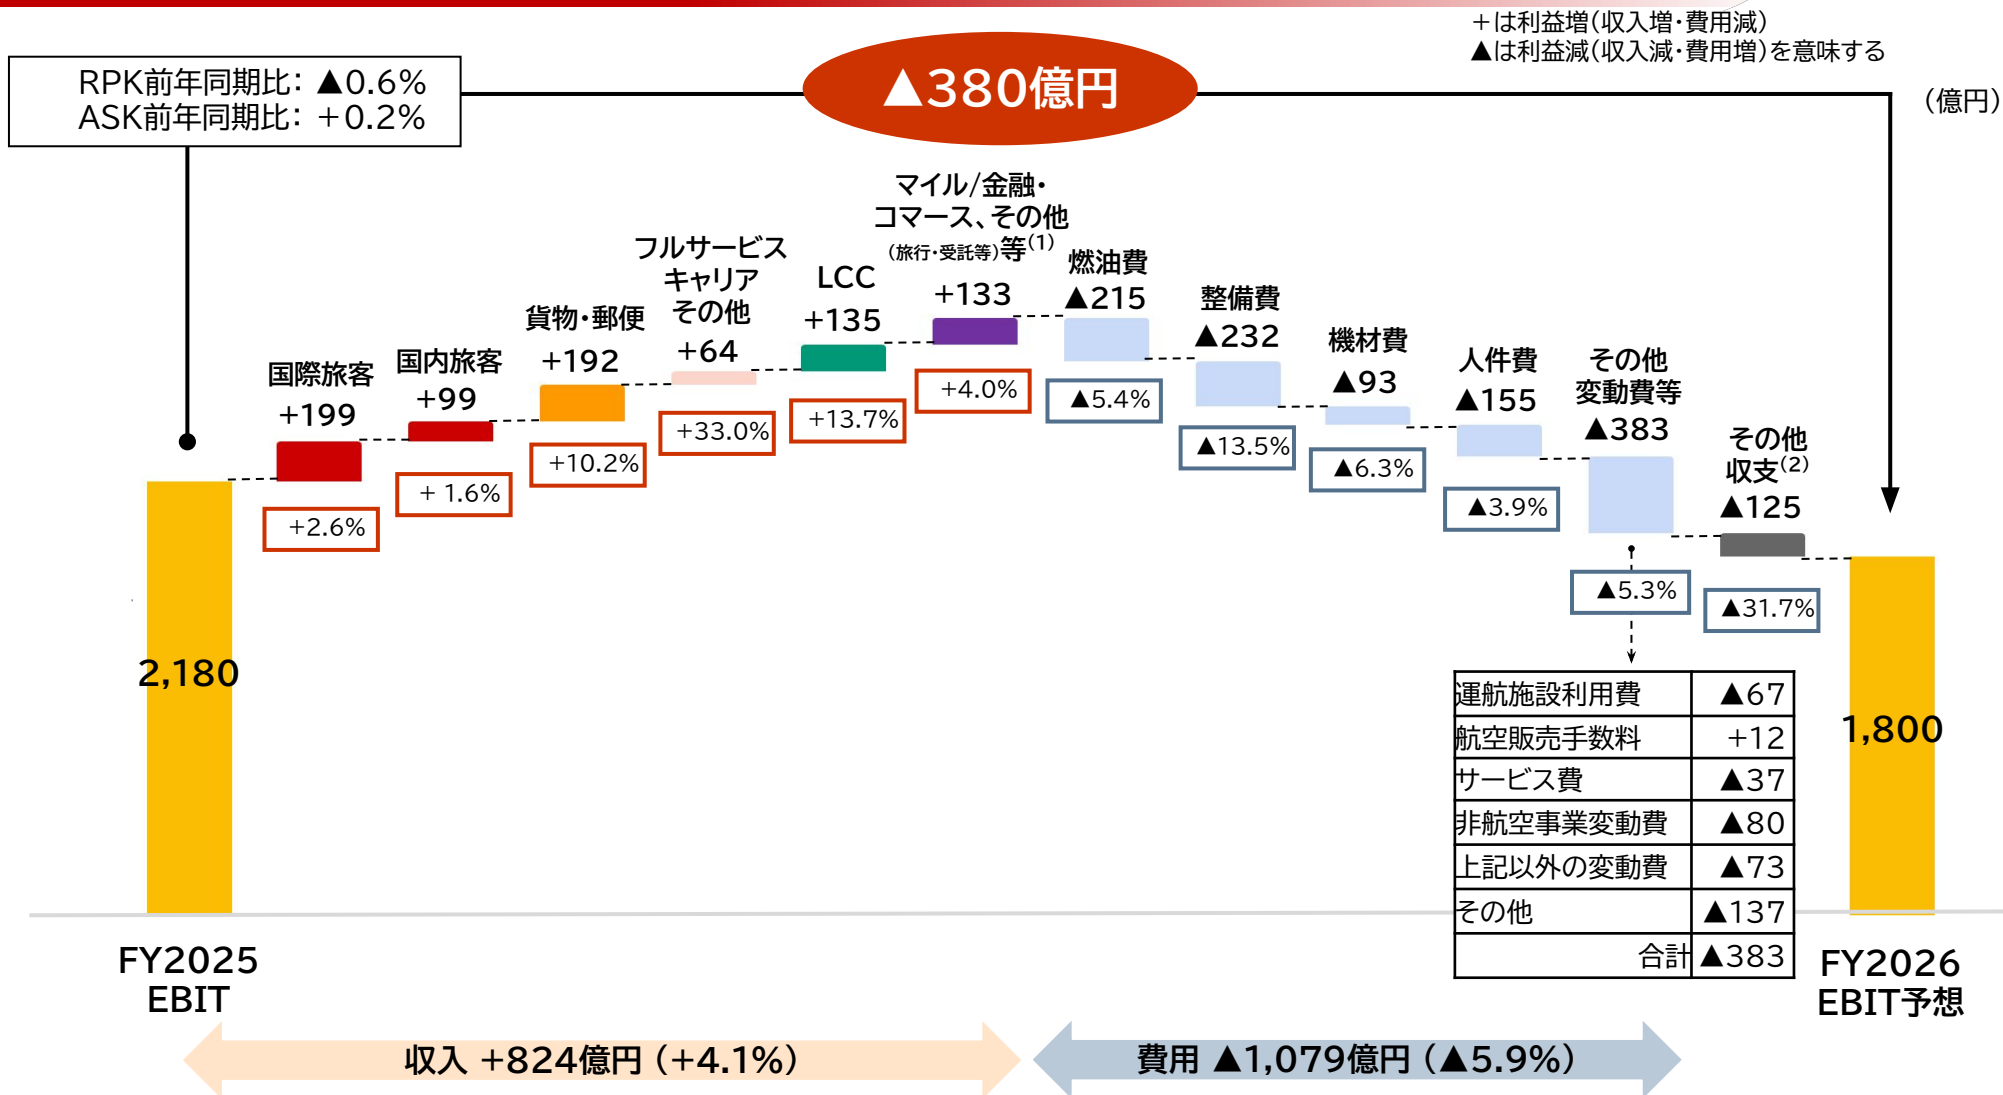 +は利益増(収入増・費用減)
▲は利益減(収入減・費用増)を意味する
(億円)
RPK前年同期比: ▲0.6%
ASK前年同期比: +0.2%
▲380億円
国際旅客
+199
+2.6%
国内旅客
+99
+ 1.6%
貨物・郵便
+192
+10.2%
フルサービス
キャリア
その他
+64
+33.0%
LCC
+135
+13.7%
マイル/金融・
コマース、その他
(旅行・受託等)等(1)
+133
+4.0%
燃油費
▲215
▲5.4%
整備費
▲232
▲13.5%
機材費
▲93
▲6.3%
人件費
▲155
▲3.9%
その他
変動費等
▲383
▲5.3%
その他
収支(2)
▲125
▲31.7%
2,180
1,800
運航施設利用費 ▲67
航空販売手数料 +12
サービス費 ▲37
非航空事業変動費 ▲80
上記以外の変動費 ▲73
その他 ▲137
合計 ▲383
FY2025
EBIT
FY2026
EBIT予想
収入 +824億円 (+4.1%)
費用 ▲1,079億円 (▲5.9%)